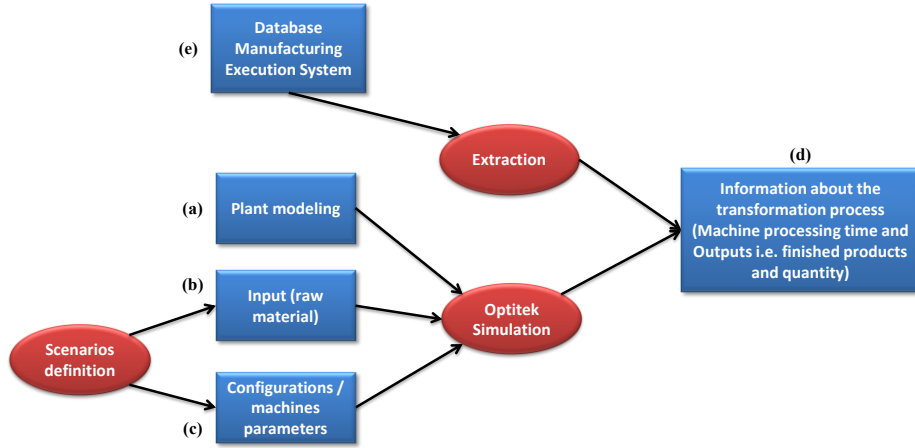 (e)
Database
Manufacturing
Execution System
Extraction
(d)
Information about the
transformation process
(Machine processing time and
Outputs i.e. finished products
and quantity)
(a)
Plant modeling
(b)
Input (raw
material)
Optitek
Simulation
Scenarios
definition
(c)
Configurations /
machines
parameters